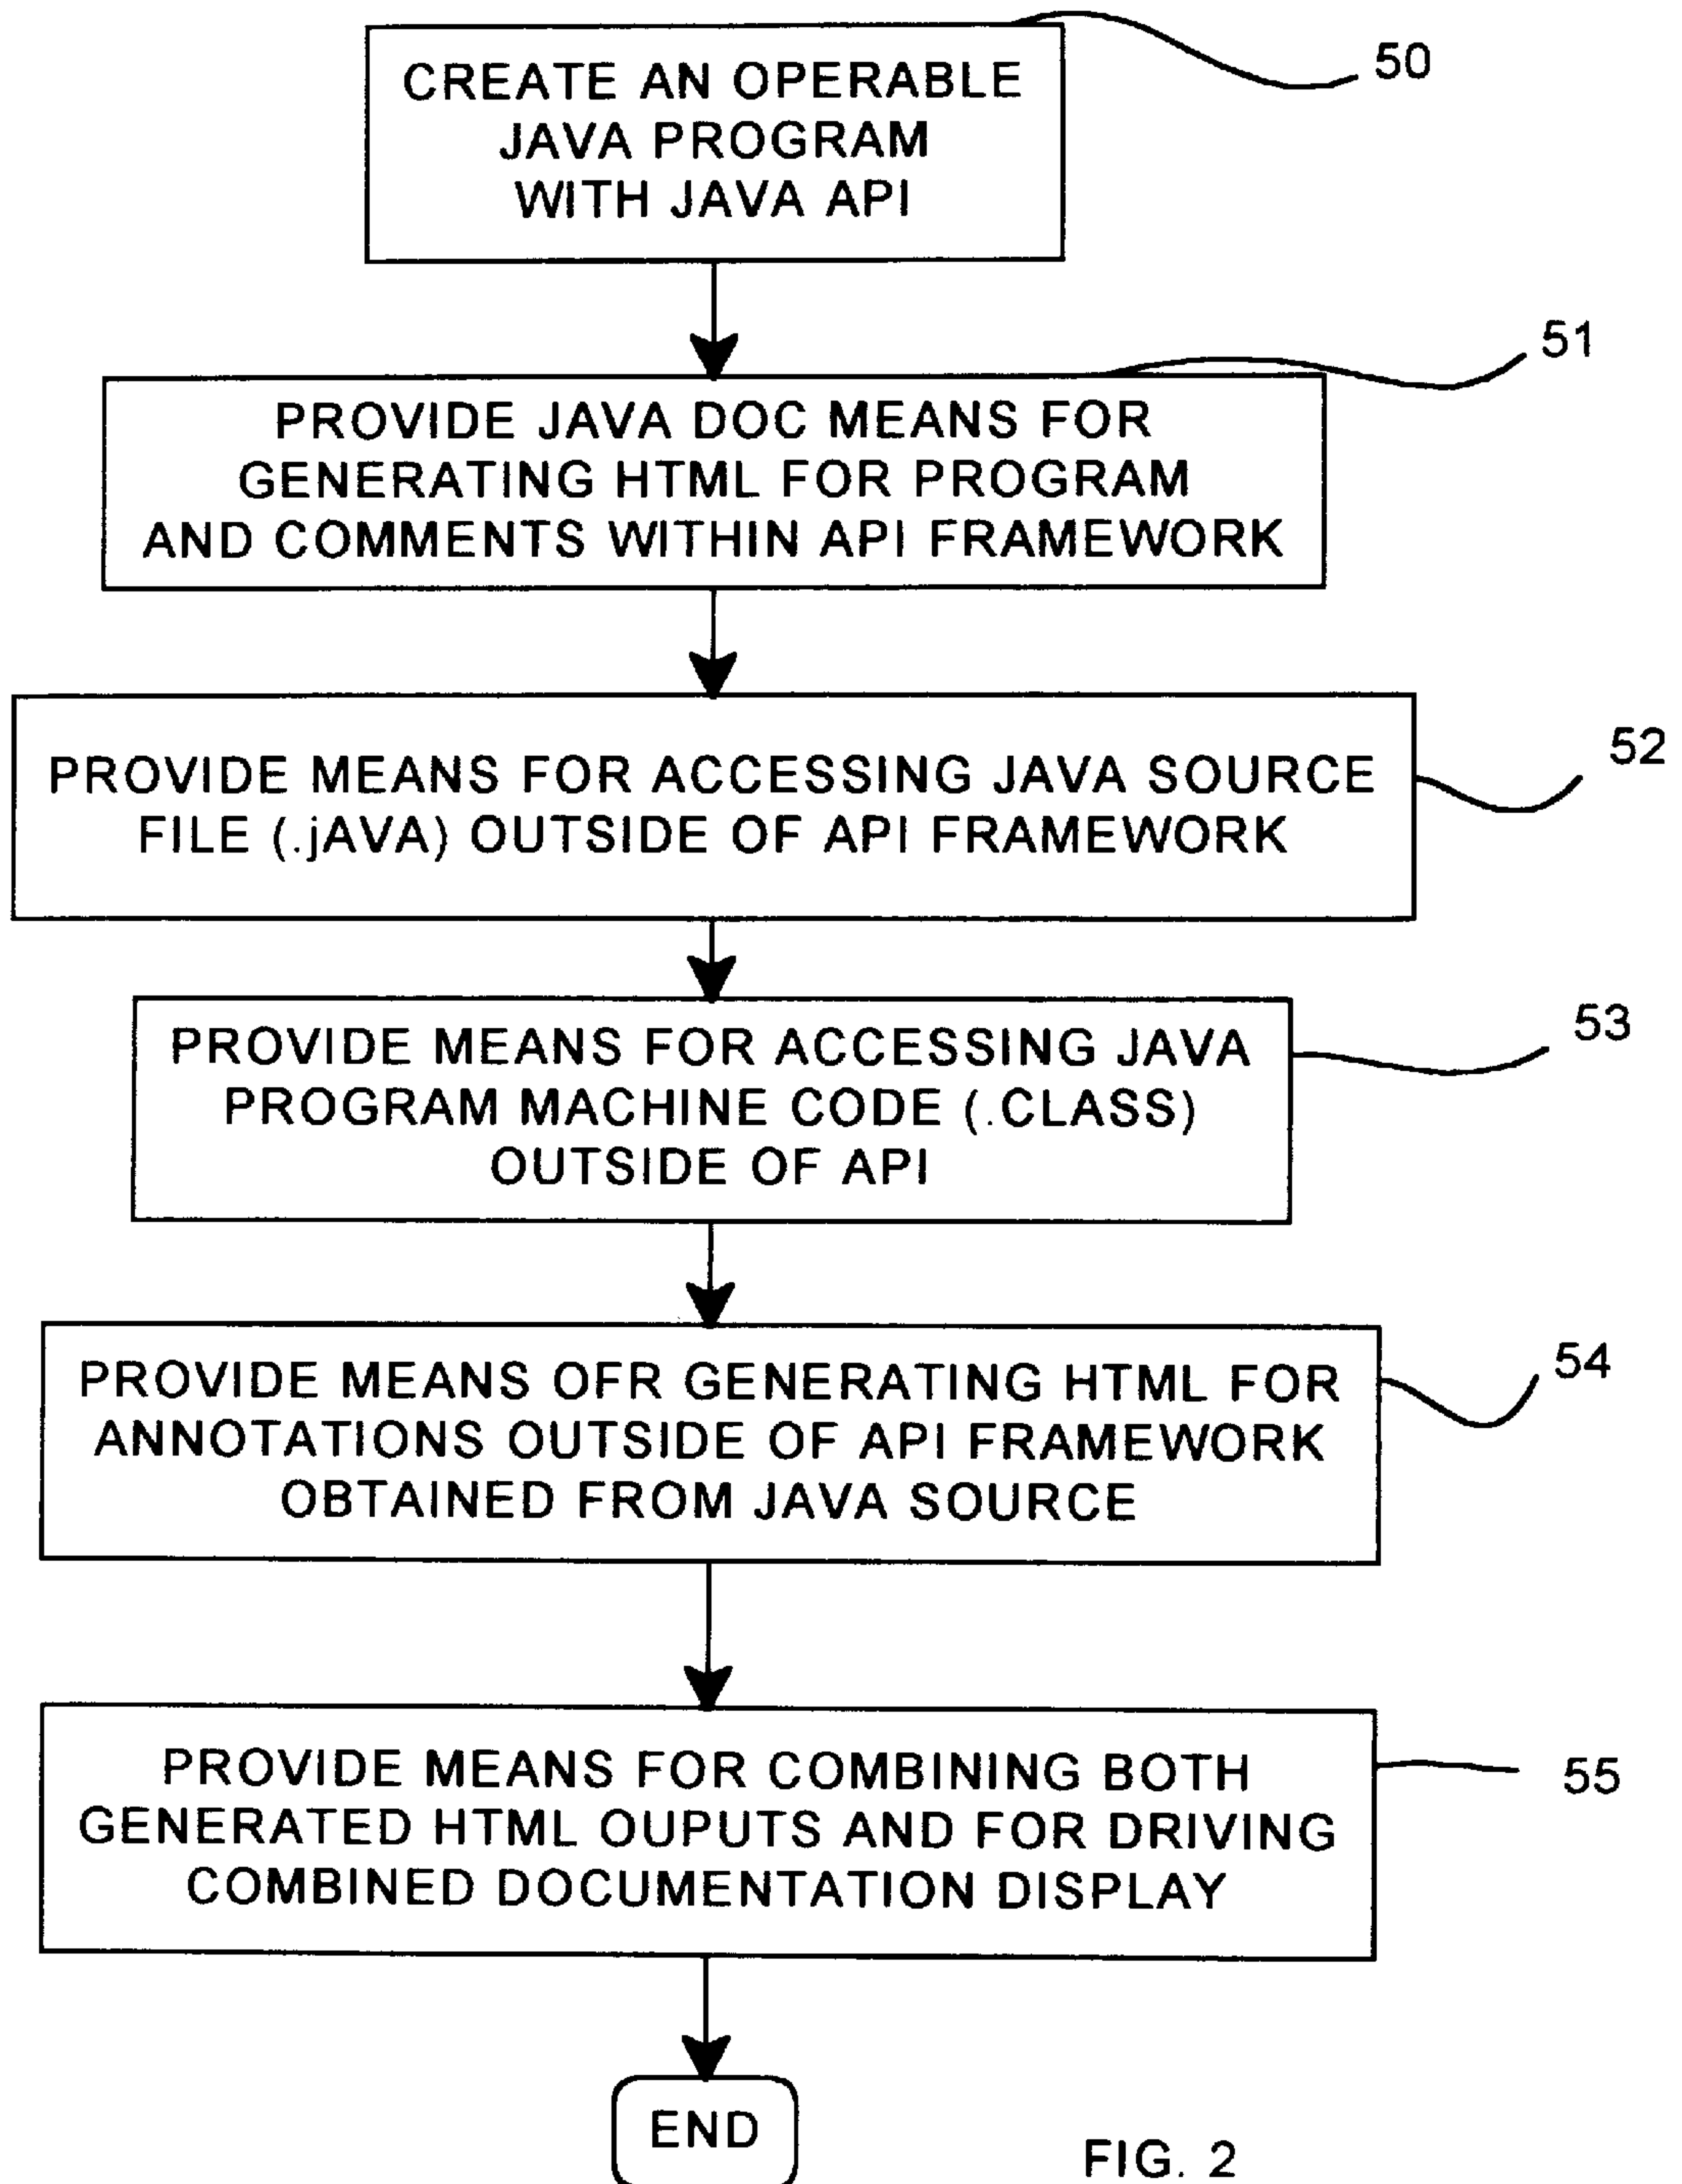 CREATE AN OPERABLE
JAVA PROGRAM
WITH JAVA API
50
PROVIDE JAVA DOC MEANS FOR
GENERATING HTML FOR PROGRAM
AND COMMENTS WITHIN API FRAMEWORK
51
PROVIDE MEANS FOR ACCESSING JAVA SOURCE
FILE (.jAVA) OUTSIDE OF API FRAMEWORK
52
PROVIDE MEANS FOR ACCESSING JAVA
PROGRAM MACHINE CODE (.CLASS)
OUTSIDE OF API
53
PROVIDE MEANS OFR GENERATING HTML FOR
ANNOTATIONS OUTSIDE OF API FRAMEWORK
OBTAINED FROM JAVA SOURCE
54
PROVIDE MEANS FOR COMBINING BOTH
GENERATED HTML OUPUTS AND FOR DRIVING
COMBINED DOCUMENTATION DISPLAY
55
END
FIG. 2